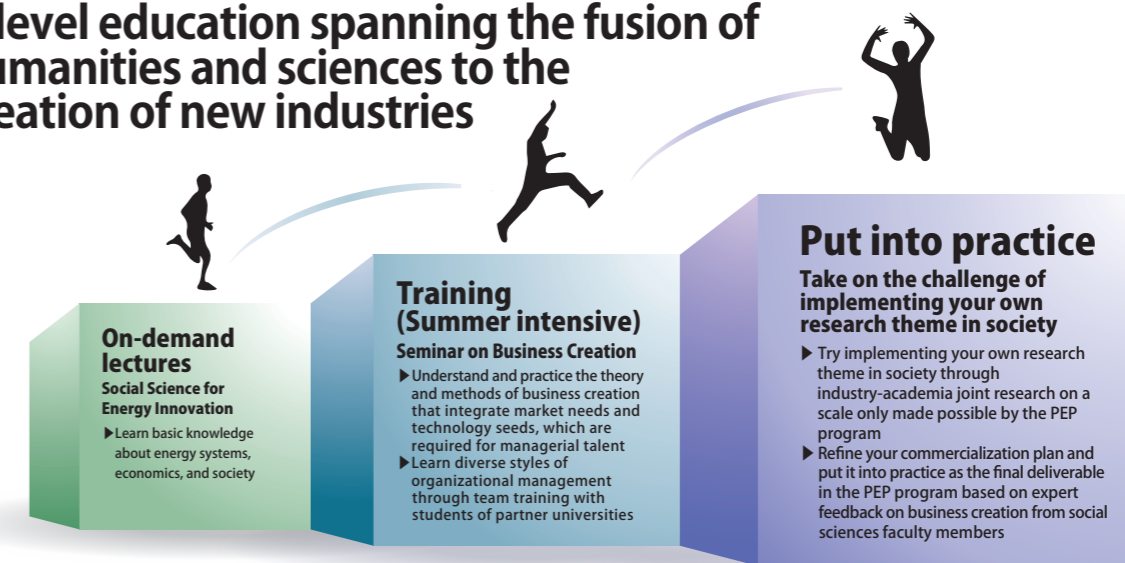 level education spanning the fusion of
umanities and sciences to the
eation of new industries
On-demand
lectures
Social Science for
Energy Innovation
▶Learn basic knowledge
about energy systems,
economics, and society
Training
(Summer intensive)
Seminar on Business Creation
▶Understand and practice the theory
and methods of business creation
that integrate market needs and
technology seeds, which are
required for managerial talent
▶Learn diverse styles of
organizational management
through team training with
students of partner universities
Put into practice
Take on the challenge of
implementing your own
research theme in society
▶ Try implementing your own research
theme in society through
industry-academia joint research on a
scale only made possible by the PEP
program
▶ Refine your commercialization plan and
put it into practice as the final deliverable
in the PEP program based on expert
feedback on business creation from social
sciences faculty members